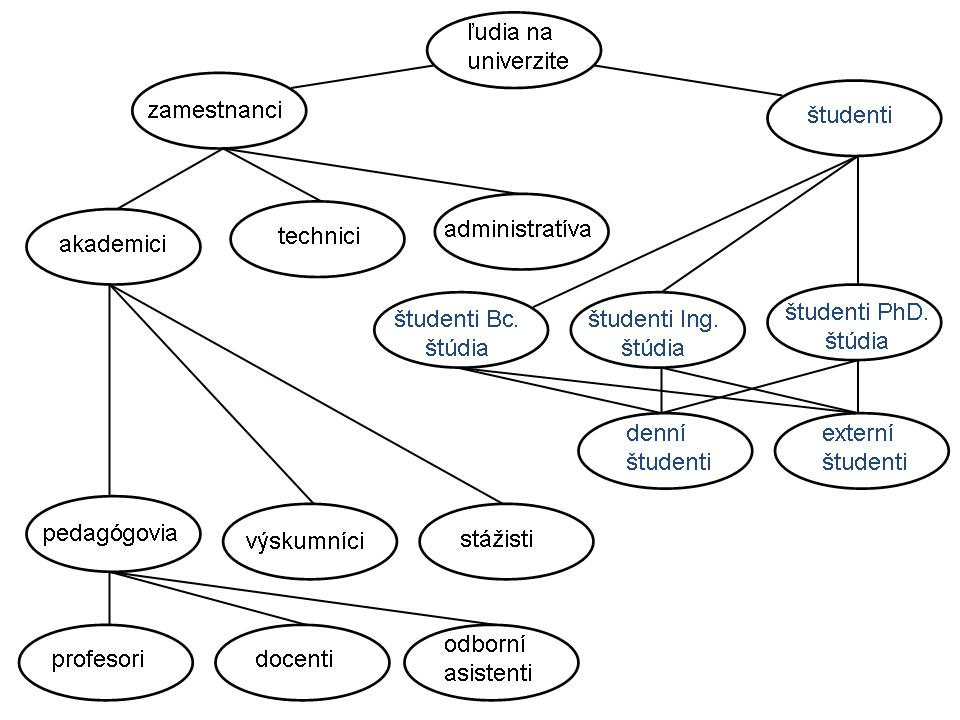 ľudia na
univerzite
zamestnanci
študenti
akademici
technici
administratíva
študenti Bc.
štúdia
študenti Ing.
štúdia
študenti PhD.
štúdia
denní
študenti
externí
študenti
pedagógovia
výskumníci
stážisti
profesori
docenti
odborní
asistenti